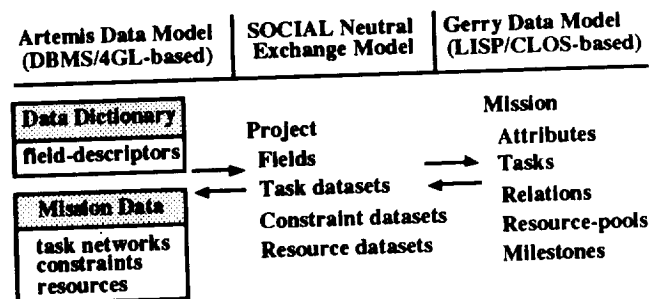 Artemis Data Model
(DBMS/4GL-based)
SOCIAL Neutral
Exchange Model
Gerry Data Model
(LISP/CLOS-based)
Data Dictionary
field-descriptors
Mission Data
task networks
constraints
resources
Project
Fields
Task datasets
Constraint datasets
Resource datasets
Mission
Attributes
Tasks
Relations
Resource-pools
Milestones